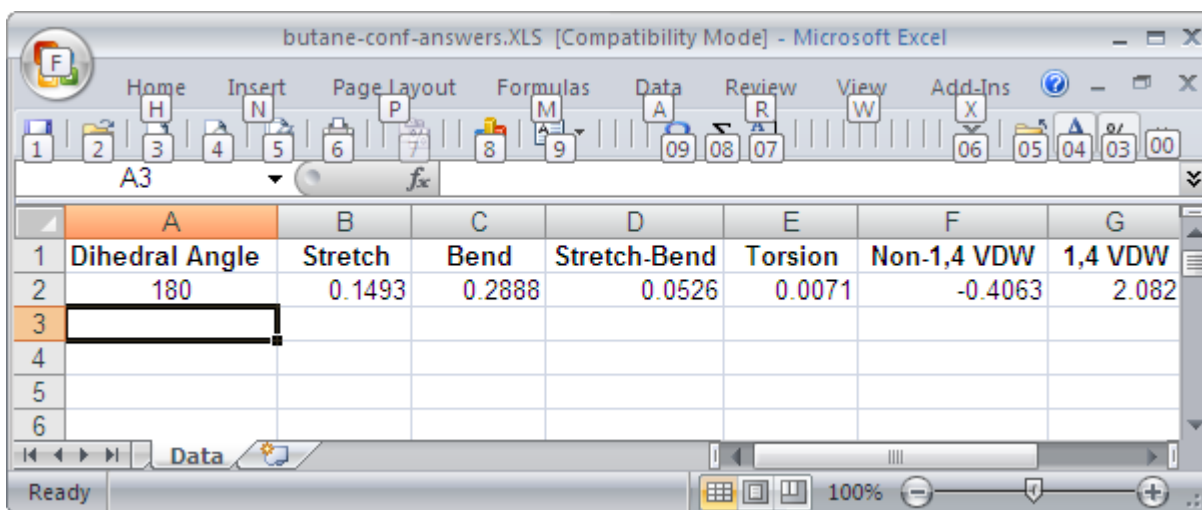 butane-conf-answers.XLS [Compatibility Mode] - Microsoft Excel
F
Home Insert Page Layout Formulas Data Review View Add-Ins
H N P M A R W X
1 2 3 4 5 6 7 8 9 09 08 07 06 05 04 03 00
A3 fx
A B C D E F G
1 Dihedral Angle Stretch Bend Stretch-Bend Torsion Non-1,4 VDW 1,4 VDW
2 180 0.1493 0.2888 0.0526 0.0071 -0.4063 2.082
3
4
5
6
Data
Ready 100%